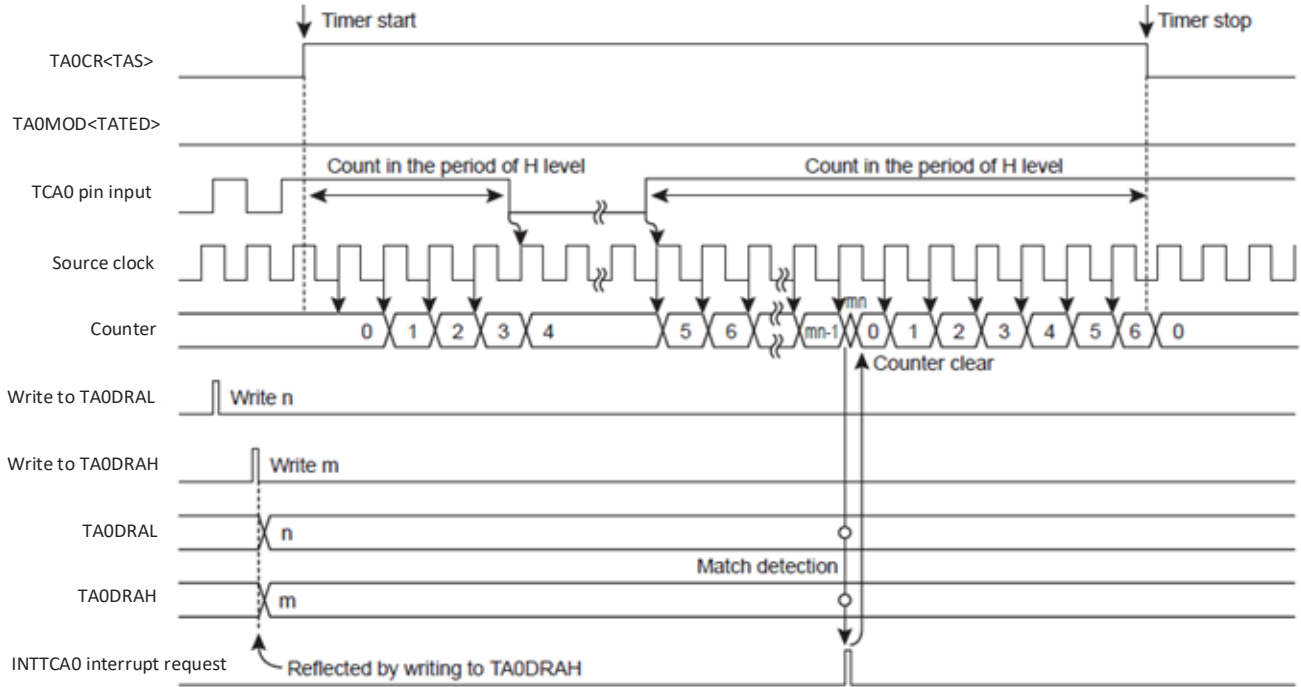 Timer start Timer stop
TA0CR<TAS>
TA0MOD<TATED>
Count in the period of H level Count in the period of H level
TCA0 pin input
Source clock
mn
Counter 0 1 2 3 4 5 6 mn-1 0 1 2 3 4 5 6 0
Counter clear
Write to TA0DRAL Write n
Write to TA0DRAH Write m
TA0DRAL n
Match detection
TA0DRAH m
INTTCA0 interrupt request Reflected by writing to TA0DRAH